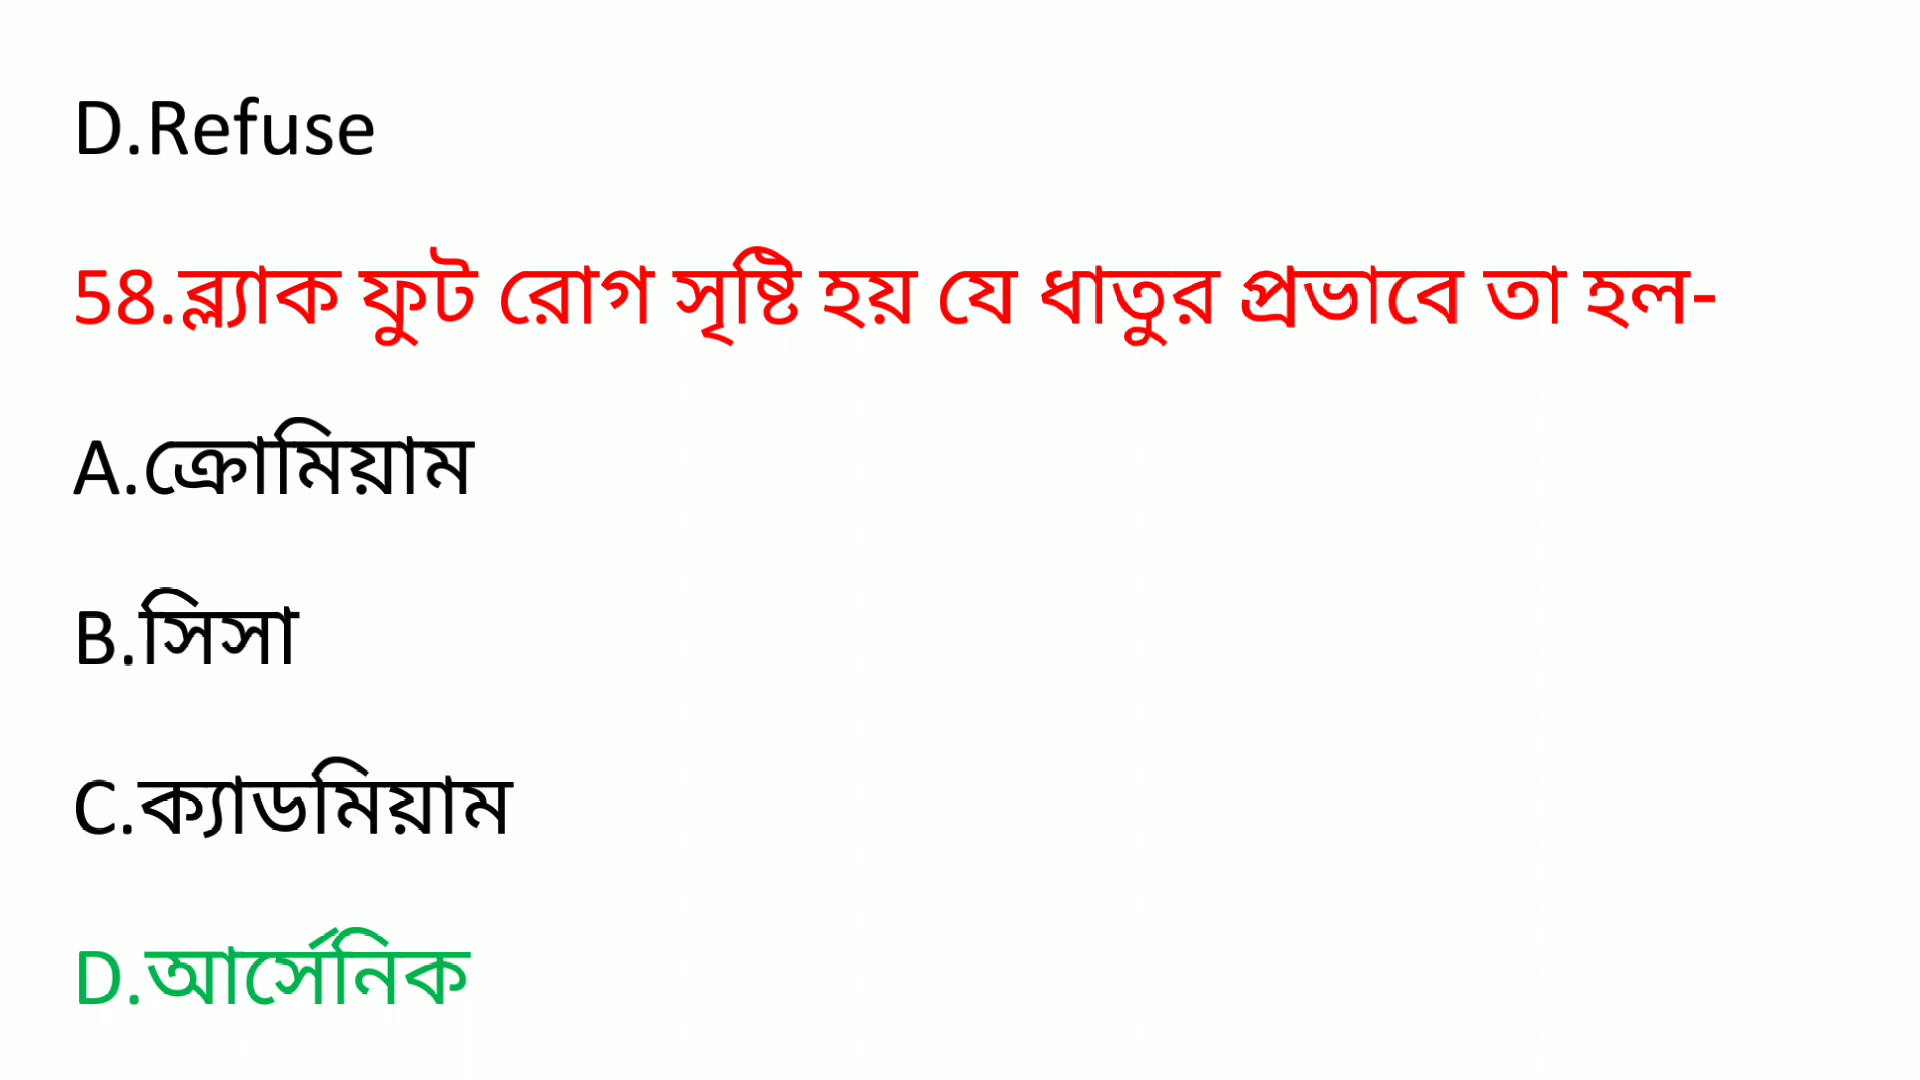 D.Refuse
58.ব্ল্যাক ফুট রোগ সৃষ্টি হয় যে ধাতুর প্রভাবে তা হল-
A.ক্রোমিয়াম
B.সিসা
C.ক্যাডমিয়াম
D.আর্সেনিক